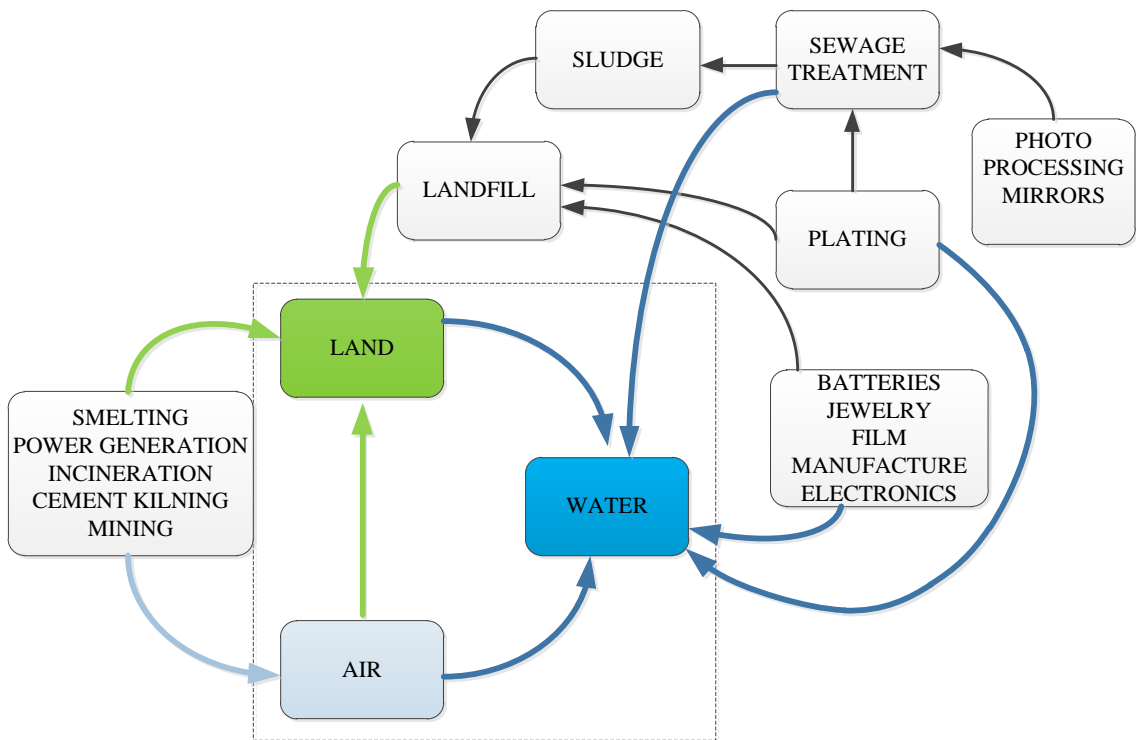 SLUDGE
SEWAGE
TREATMENT
PHOTO
PROCESSING
MIRRORS
LANDFILL
PLATING
LAND
BATTERIES
JEWELRY
FILM
MANUFACTURE
ELECTRONICS
SMELTING
POWER GENERATION
INCINERATION
CEMENT KILNING
MINING
WATER
AIR